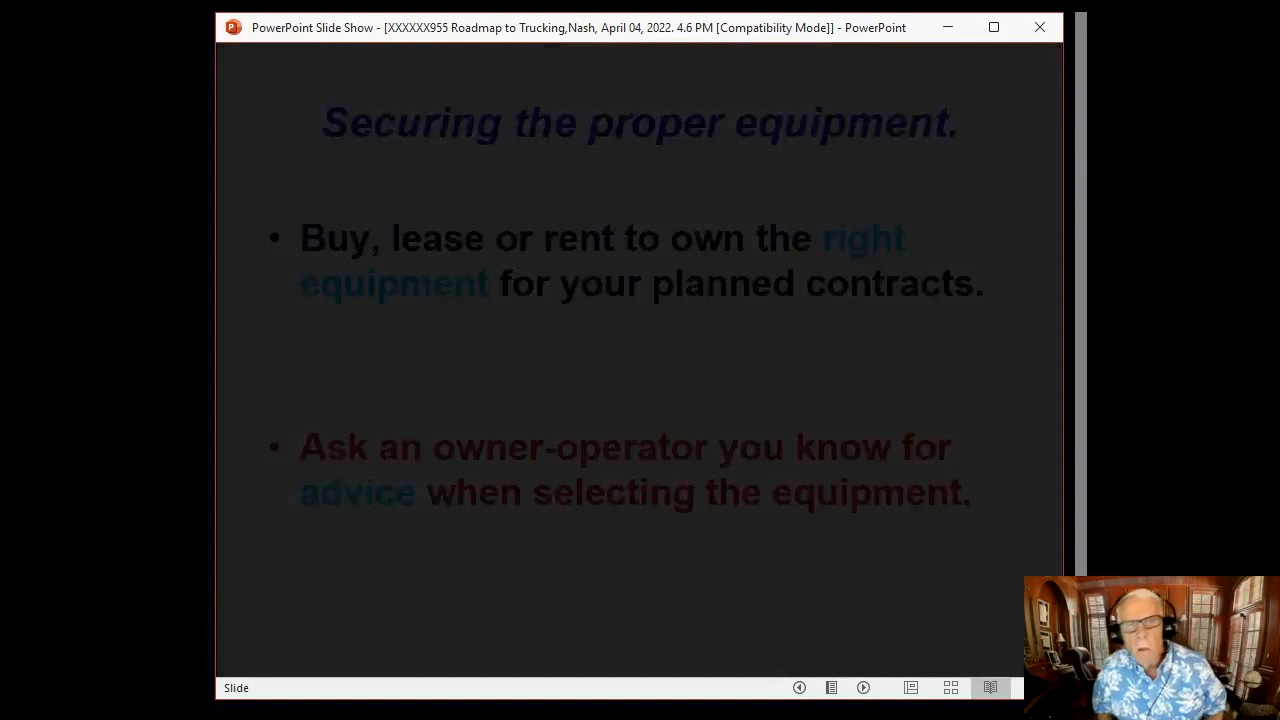 PowerPoint Slide Show - [XXXXXX955 Roadmap to Trucking,Nash, April 04, 2022. 4.6 PM [Compatibility Mode]] - PowerPoint
Securing the proper equipment.
• Buy, lease or rent to own the right
equipment for your planned contracts.
• Ask an owner-operator you know for
advice when selecting the equipment.
Slide